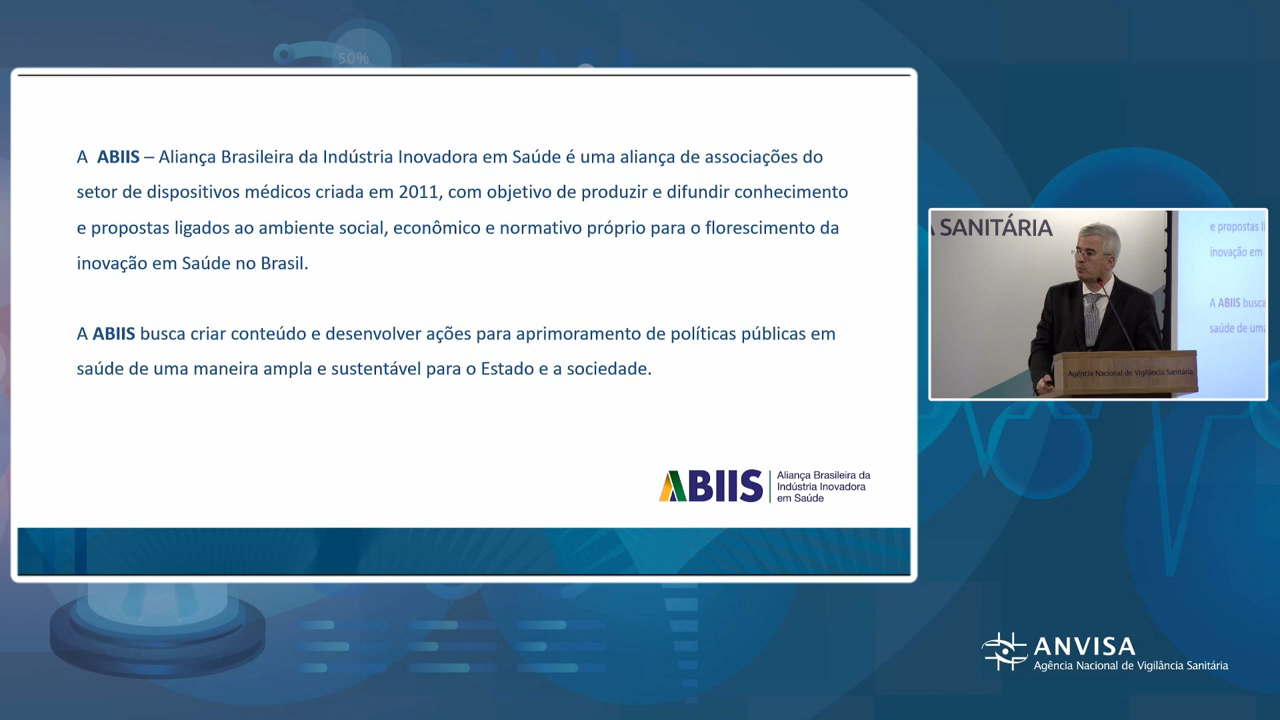 50%
A ABIIS – Aliança Brasileira da Indústria Inovadora em Saúde é uma aliança de associações do
setor de dispositivos médicos criada em 2011, com objetivo de produzir e difundir conhecimento
e propostas ligados ao ambiente social, econômico e normativo próprio para o florescimento da
inovação em Saúde no Brasil.
A ABIIS busca criar conteúdo e desenvolver ações para aprimoramento de políticas públicas em
saúde de uma maneira ampla e sustentável para o Estado e a sociedade.
ABIIS
Aliança Brasileira da
Indústria Inovadora
em Saúde
A SANITÁRIA
e propostas li
inovação em
A ABIIS busca
saúde de uma
Agência Nacional de Vigilância Sanitária
ANVISA
Agência Nacional de Vigilância Sanitária